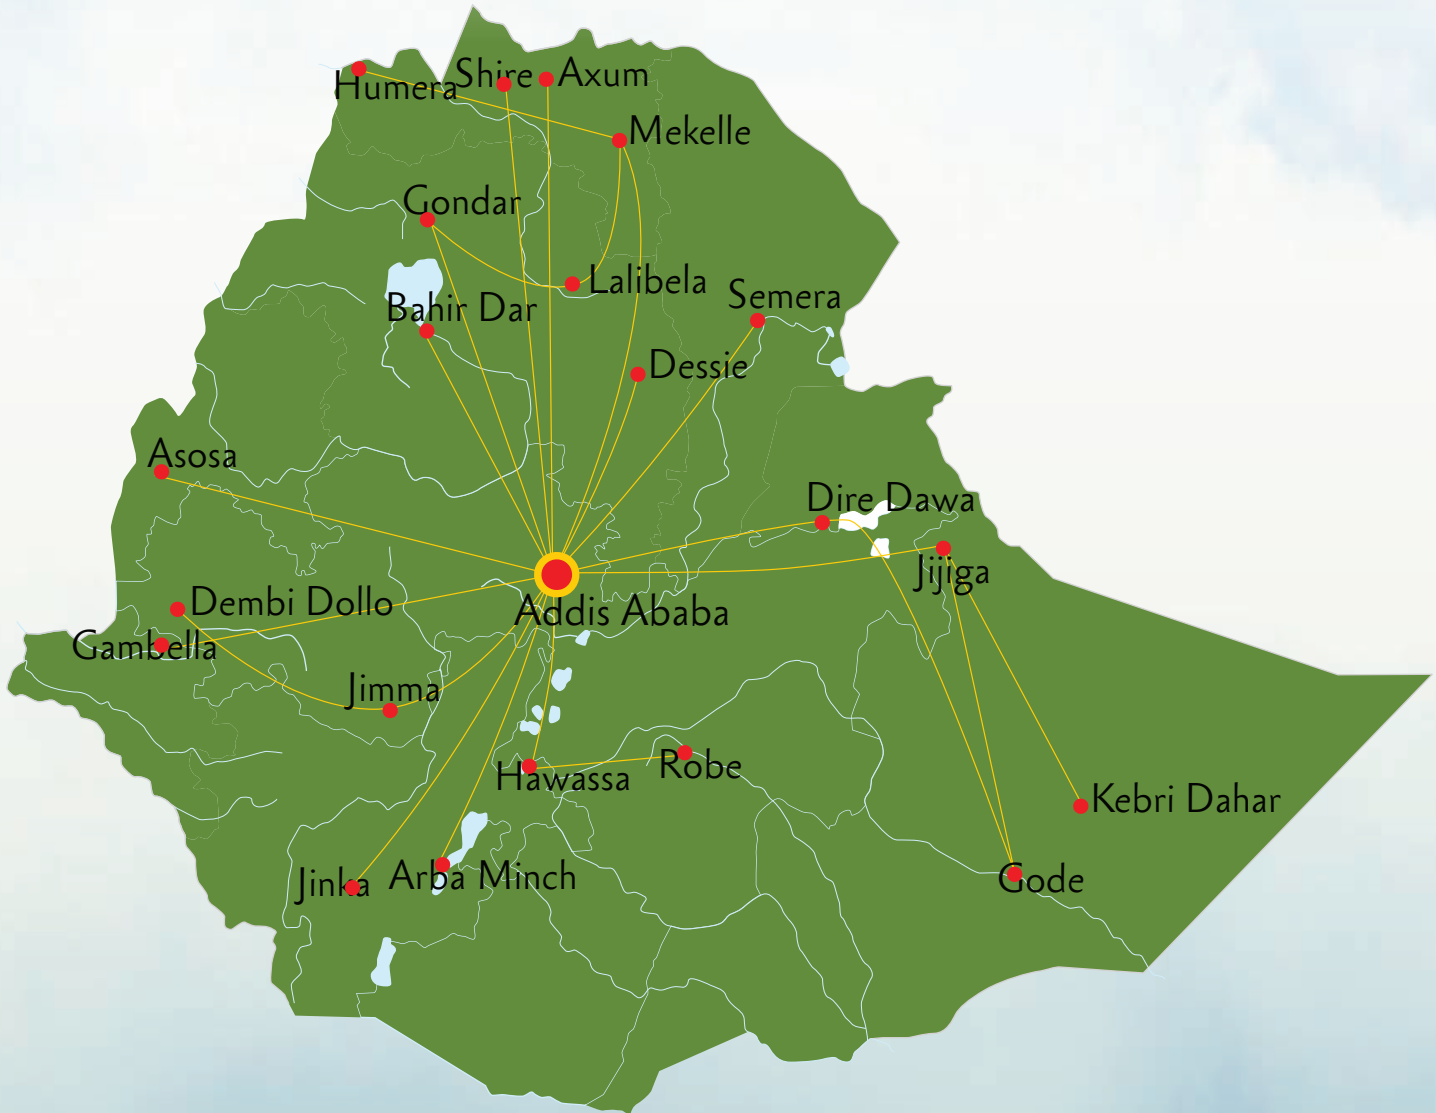 Shire
Axum
Humera
Mekelle
Gondar
Lalibela
Semera
Bahir Dar
Dessie
Asosa
Dire Dawa
Jijiga
Dembi Dollo
Addis Ababa
Gambella
Jimma
Robe
Hawassa
Kebri Dahar
Jinka
Arba Minch
Gode